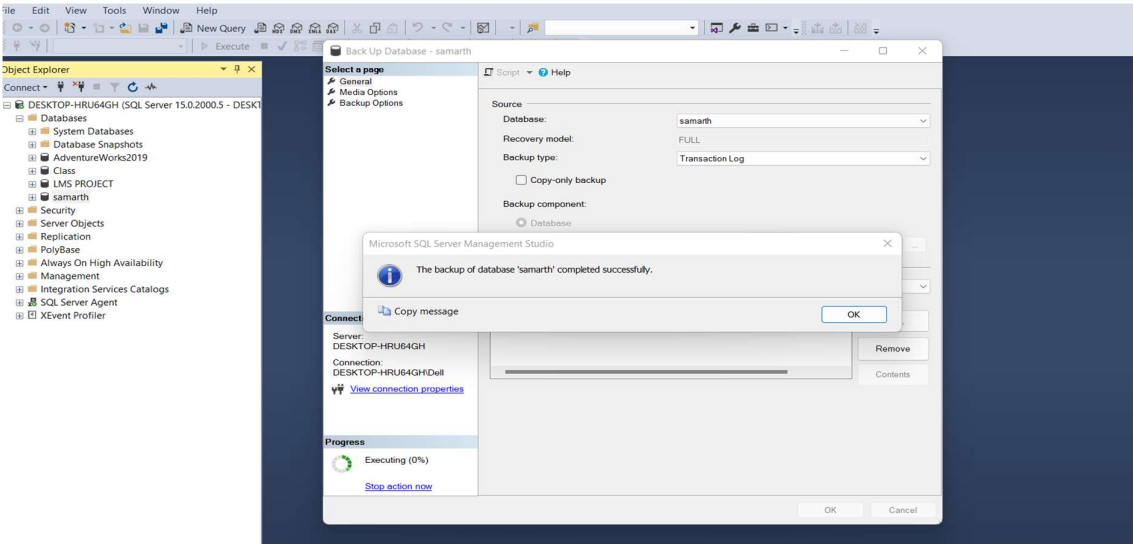 File Edit View Tools Window Help
New Query
Execute
Object Explorer
Connect
DESKTOP-HRU64GH (SQL Server 15.0.2000.5 - DESKT
Databases
System Databases
Database Snapshots
AdventureWorks2019
Class
LMS PROJECT
samarth
Security
Server Objects
Replication
PolyBase
Always On High Availability
Management
Integration Services Catalogs
SQL Server Agent
XEvent Profiler
Back Up Database - samarth
Select a page
General
Media Options
Backup Options
Script Help
Source
Database: samarth
Recovery model: FULL
Backup type: Transaction Log
Copy-only backup
Backup component:
Database
Microsoft SQL Server Management Studio
The backup of database 'samarth' completed successfully.
Copy message
OK
Connect
Server:
DESKTOP-HRU64GH
Connection:
DESKTOP-HRU64GH\Dell
View connection properties
Remove
Contents
Progress
Executing (0%)
Stop action now
OK Cancel